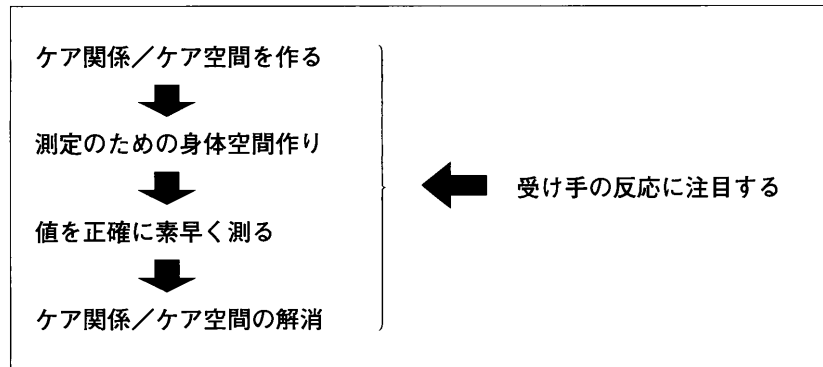 ケア関係／ケア空間を作る
測定のための身体空間作り
値を正確に素早く測る
ケア関係／ケア空間の解消
受け手の反応に注目する